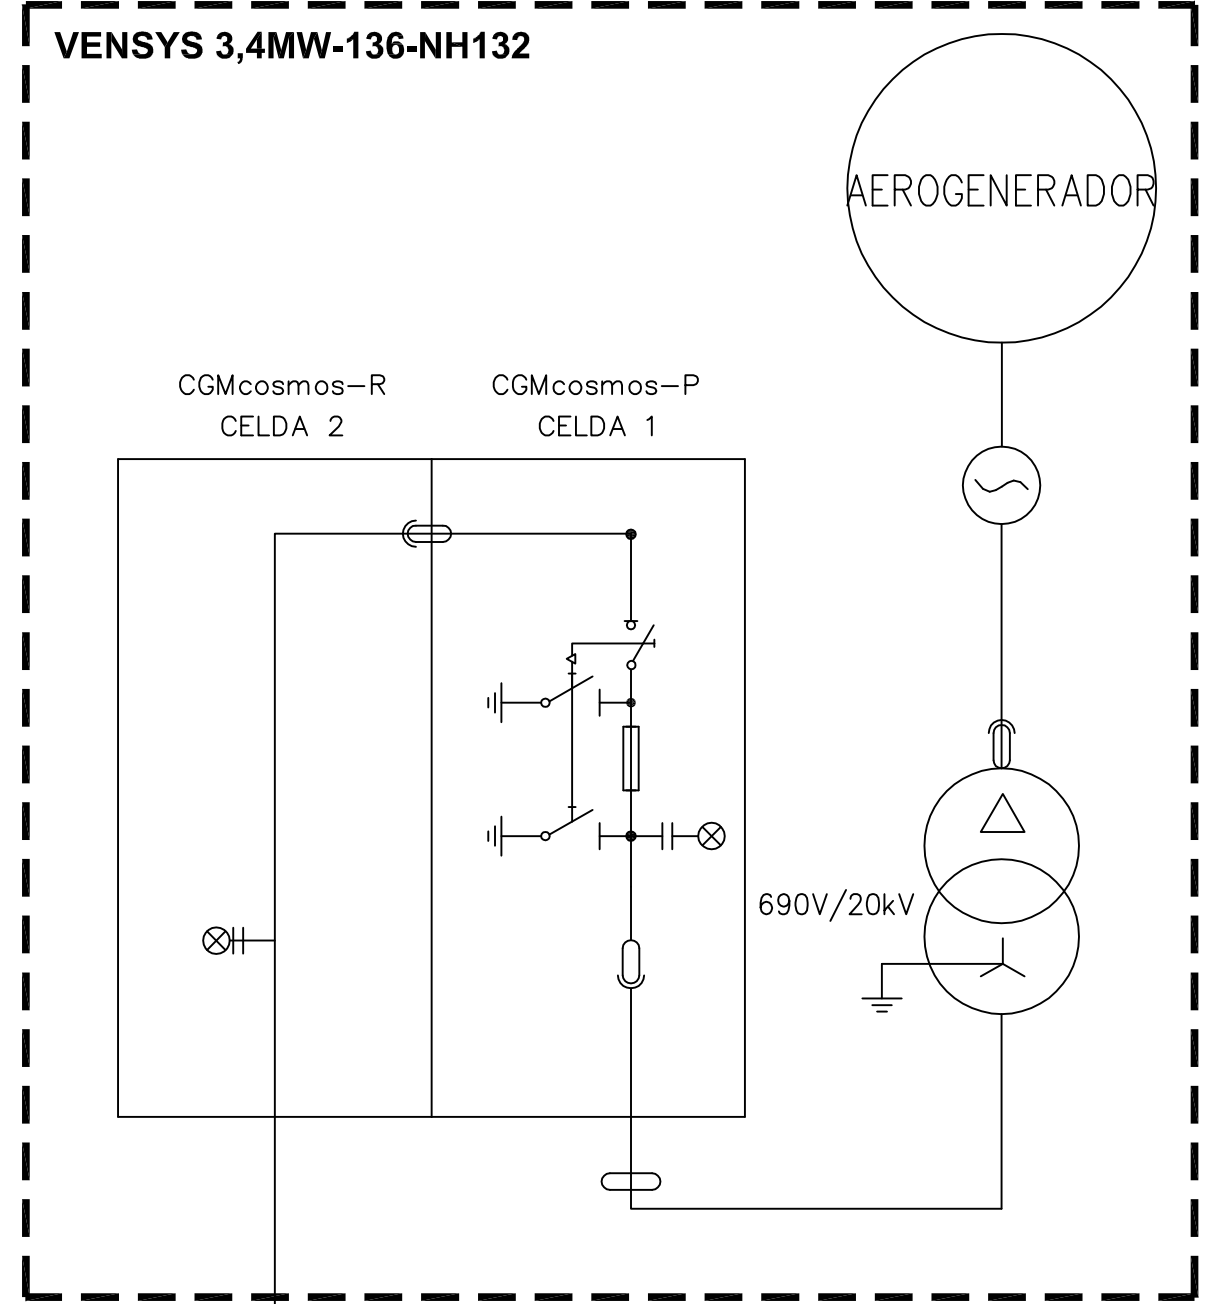 VENSYS 3,4MW-136-NH132
AEROGENERADOR
CGMcosmos-R
CELDA 2
CGMcosmos-P
CELDA 1
690V/20kV